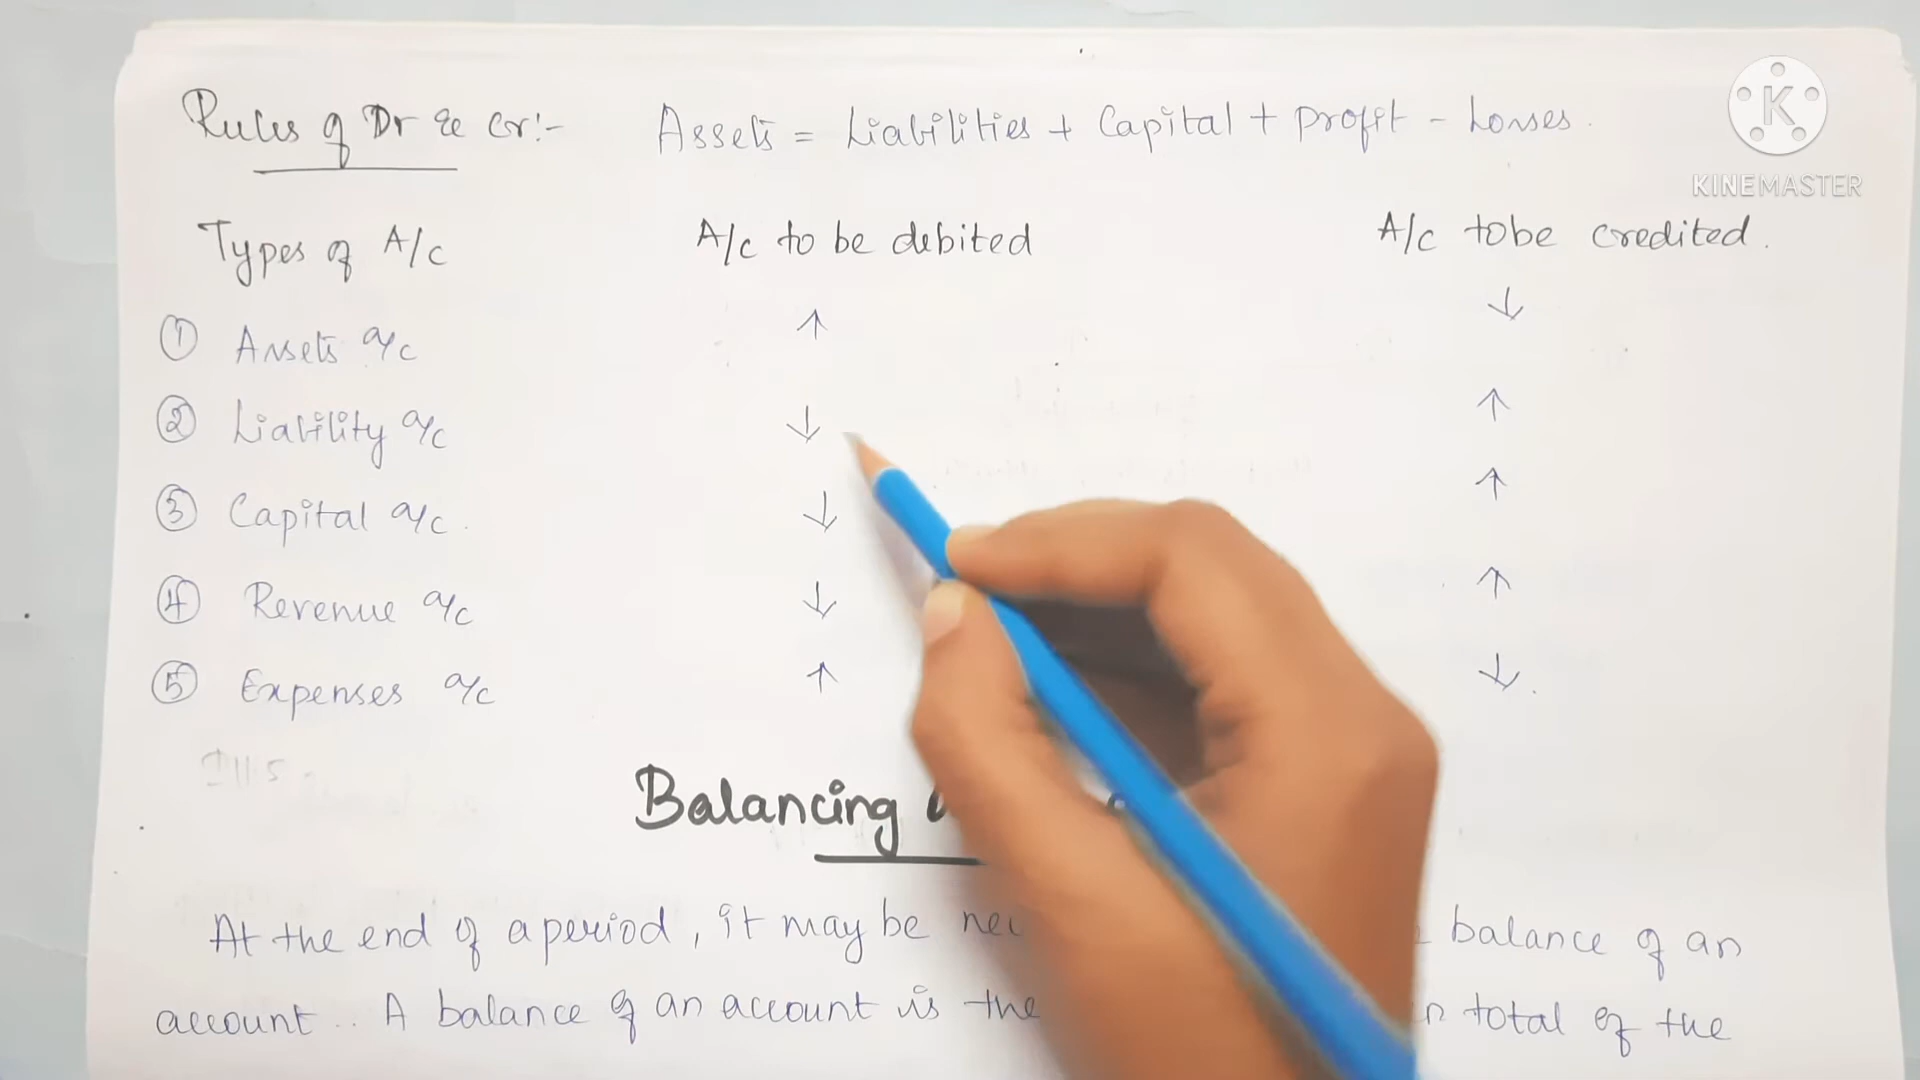 Rules of Dr & Cr:- Assets = Liabilities + Capital + Profit - Losses.
K
KINEMASTER
Types of A/c A/c to be debited A/c tobe credited.
① Assets a/c ↑ ↓
② Liability a/c ↓ ↑
③ Capital a/c. ↓ ↑
④ Revenue a/c ↓ ↑
⑤ Expenses a/c ↑ ↓.
Balancing
At the end of a period, it may be balance of an
account.. A balance of an account is the total of the